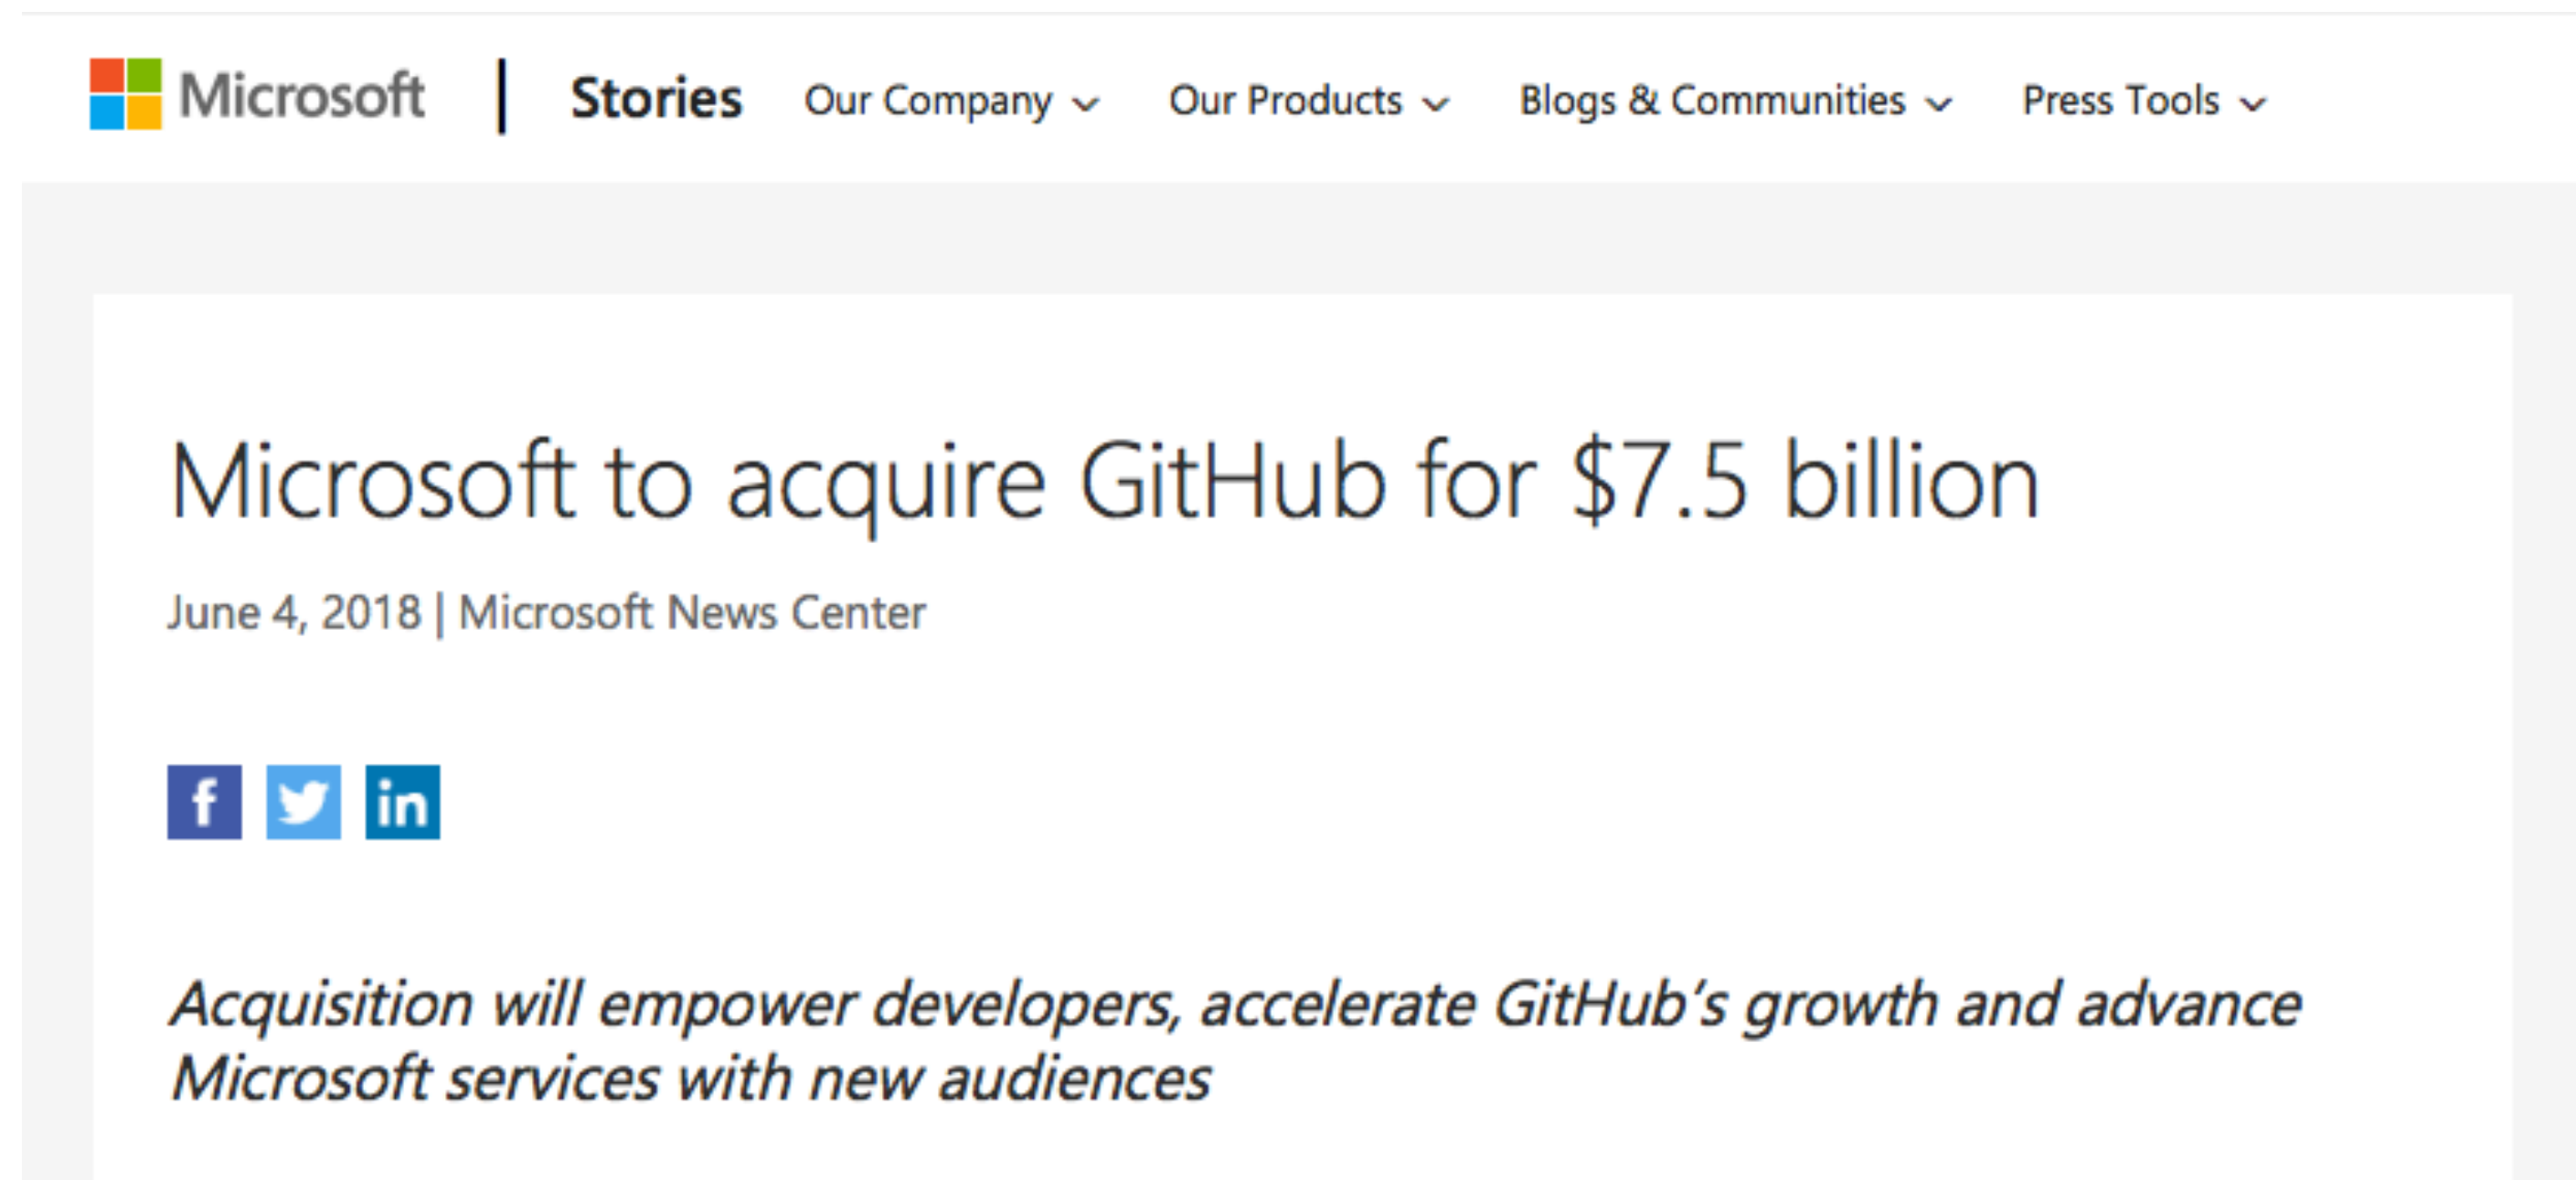 Microsoft | Stories Our Company Our Products Blogs & Communities Press Tools
Microsoft to acquire GitHub for $7.5 billion
June 4, 2018 | Microsoft News Center
f in
Acquisition will empower developers, accelerate GitHub’s growth and advance
Microsoft services with new audiences